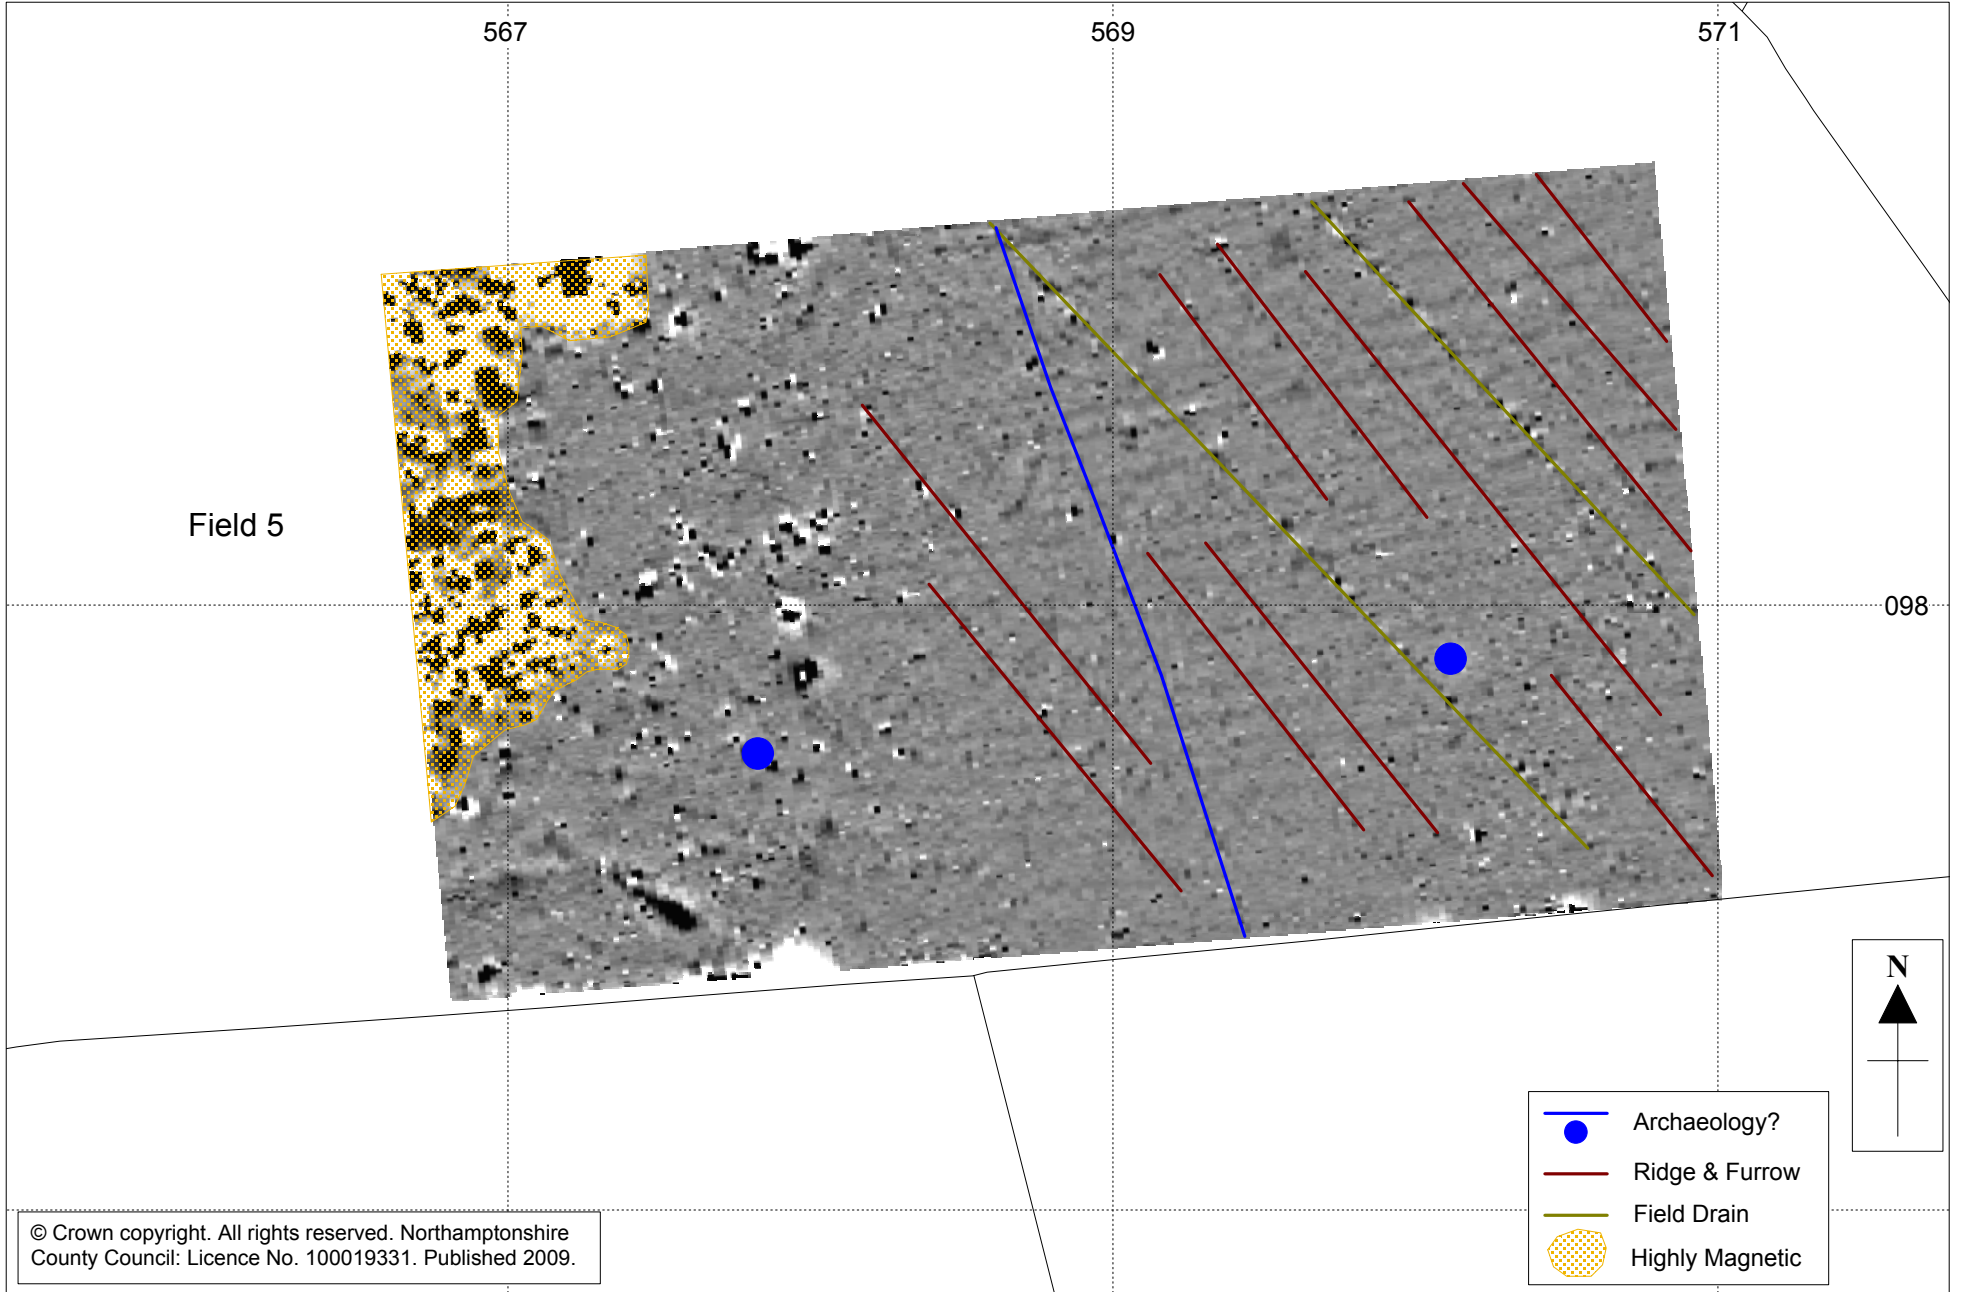 567
569
571
Field 5
098
N
Archaeology?
Ridge & Furrow
Field Drain
Highly Magnetic
© Crown copyright. All rights reserved. Northamptonshire
County Council: Licence No. 100019331. Published 2009.